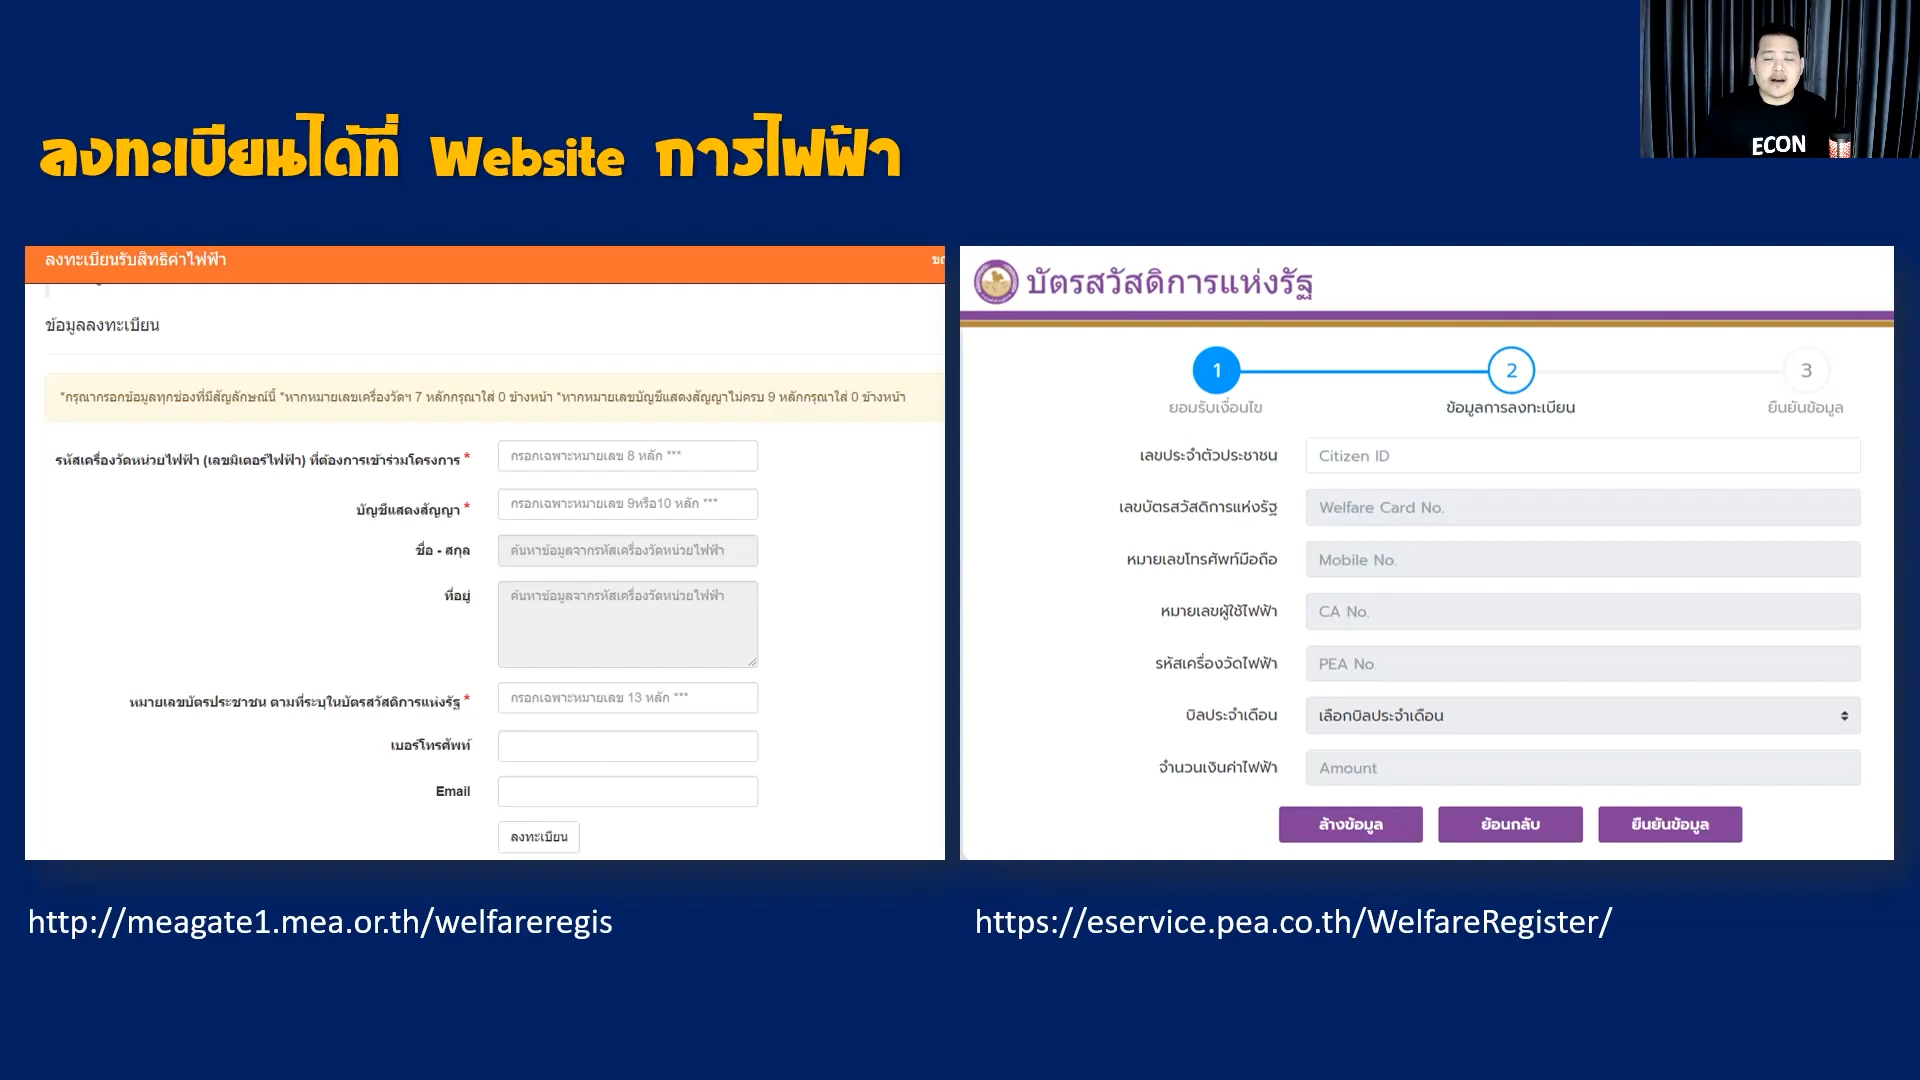 ECON
ลงทะเบียนได้ที่ Website การไฟฟ้า
ลงทะเบียนรับสิทธิค่าไฟฟ้า
ข้อมูลลงทะเบียน
*กรุณากรอกข้อมูลทุกช่องที่มีสัญลักษณ์นี้ *หากหมายเลขเครื่องวัดฯ 7 หลักกรุณาใส่ 0 ข้างหน้า *หากหมายเลขบัญชีแสดงสัญญาไม่ครบ 9 หลักกรุณาใส่ 0 ข้างหน้า
รหัสเครื่องวัดหน่วยไฟฟ้า (เลขมิเตอร์ไฟฟ้า) ที่ต้องการเข้าร่วมโครงการ * กรอกเฉพาะหมายเลข 8 หลัก ***
บัญชีแสดงสัญญา * กรอกเฉพาะหมายเลข 9หรือ10 หลัก ***
ชื่อ - สกุล ค้นหาข้อมูลจากรหัสเครื่องวัดหน่วยไฟฟ้า
ที่อยู่ ค้นหาข้อมูลจากรหัสเครื่องวัดหน่วยไฟฟ้า
หมายเลขบัตรประชาชน ตามที่ระบุในบัตรสวัสดิการแห่งรัฐ * กรอกเฉพาะหมายเลข 13 หลัก ***
เบอร์โทรศัพท์
Email
ลงทะเบียน
http://meagate1.mea.or.th/welfareregis
บัตรสวัสดิการแห่งรัฐ
1 2 3
ยอมรับเงื่อนไข ข้อมูลการลงทะเบียน ยืนยันข้อมูล
เลขประจำตัวประชาชน Citizen ID
เลขบัตรสวัสดิการแห่งรัฐ Welfare Card No.
หมายเลขโทรศัพท์มือถือ Mobile No.
หมายเลขผู้ใช้ไฟฟ้า CA No.
รหัสเครื่องวัดไฟฟ้า PEA No.
บิลประจำเดือน เลือกบิลประจำเดือน
จำนวนเงินค่าไฟฟ้า Amount
ล้างข้อมูล ย้อนกลับ ยืนยันข้อมูล
https://eservice.pea.co.th/WelfareRegister/